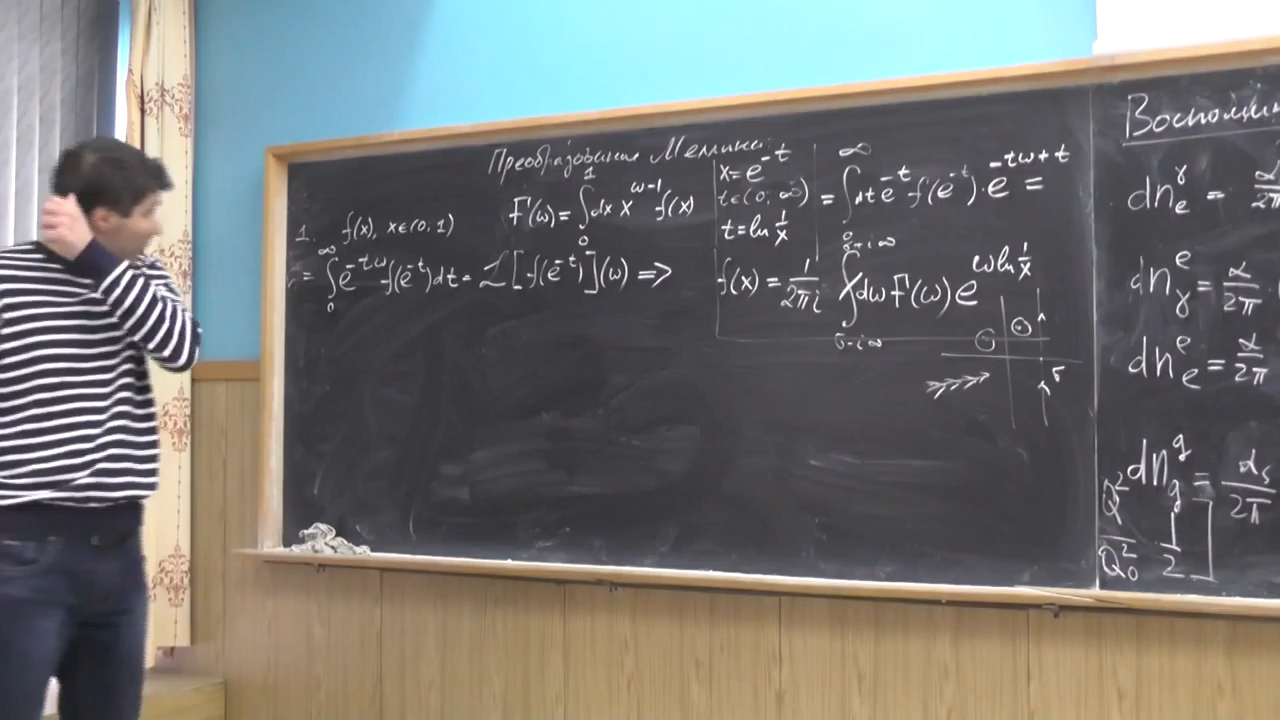 Преобразование Меллина:
1. f(x), x∈(0, 1)
F(ω) = ∫₀¹ dx x^{ω-1} f(x)
x = e^{-t}
t∈(0, ∞)
t = ln 1/x
= ∫₀^∞ dt e^{-t} f(e^{-t}) · e^{-tω+t} =
= ∫₀^∞ e^{-tω} f(e^{-t}) dt = ℒ[f(e^{-t})](ω) =>
f(x) = 1/2πi ∫_{σ-i∞}^{σ+i∞} dω F(ω) e^{ω ln 1/x}
σ
dn_e^γ =
dn_γ^e = α/2π
dn_e^e = α/2π
dn_g^g = α_s/2π
Q²/Q₀² 1/2]